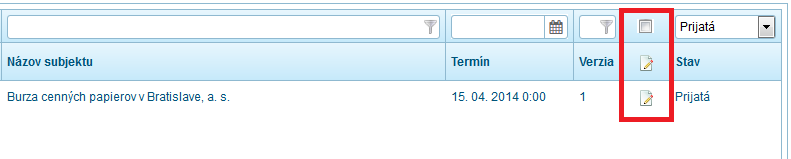 Prijatá
Názov subjektu Termín Verzia Stav
Burza cenných papierov v Bratislave, a. s. 15. 04. 2014 0:00 1 Prijatá